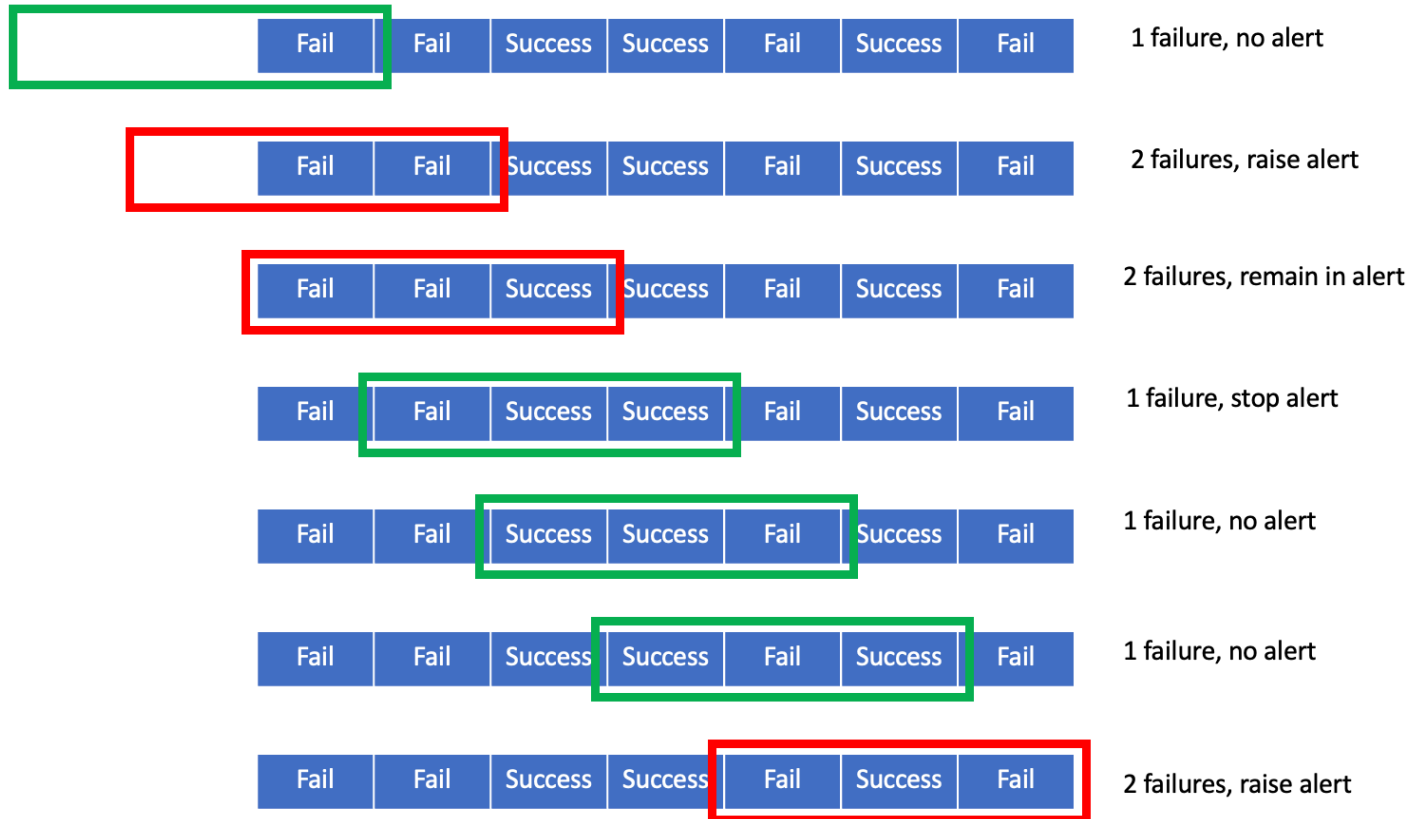 Fail Fail Success Success Fail Success Fail 1 failure, no alert
Fail Fail Success Success Fail Success Fail 2 failures, raise alert
Fail Fail Success Success Fail Success Fail 2 failures, remain in alert
Fail Fail Success Success Fail Success Fail 1 failure, stop alert
Fail Fail Success Success Fail Success Fail 1 failure, no alert
Fail Fail Success Success Fail Success Fail 1 failure, no alert
Fail Fail Success Success Fail Success Fail 2 failures, raise alert